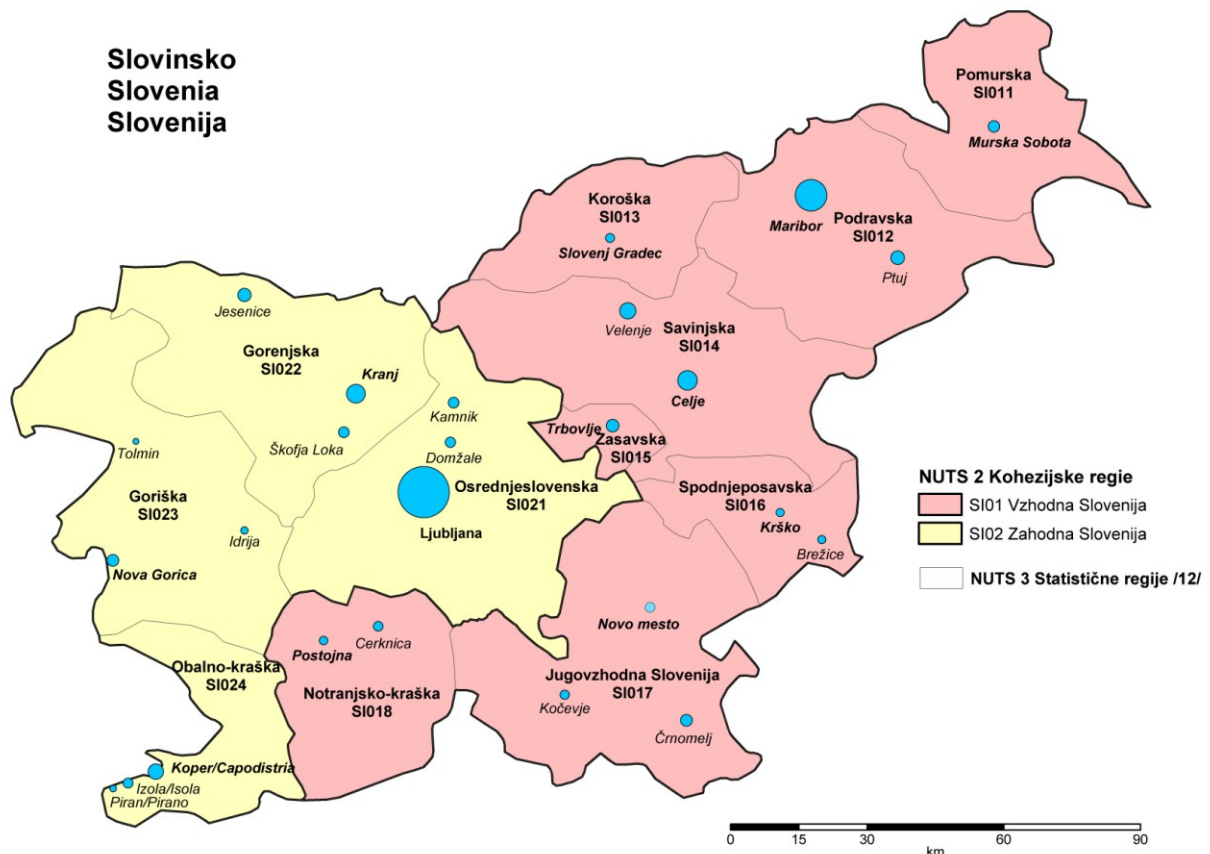 Slovinsko
Slovenia
Slovenija
Pomurska
SI011
Murska Sobota
Koroška
SI013
Slovenj Gradec
Maribor
Podravska
SI012
Ptuj
Jesenice
Gorenjska
SI022
Kranj
Velenje
Savinjska
SI014
Celje
Kamnik
Škofja Loka
Domžale
Tolmin
Trbovlje
Zasavska
SI015
Goriška
SI023
Osrednjeslovenska
SI021
Ljubljana
Spodnjeposavska
SI016
Krško
Brežice
Idrija
Nova Gorica
NUTS 2 Kohezijske regie
SI01 Vzhodna Slovenija
SI02 Zahodna Slovenija
NUTS 3 Statistične regije /12/
Novo mesto
Postojna
Cerknica
Obalno-kraška
SI024
Notranjsko-kraška
SI018
Jugovzhodna Slovenija
SI017
Kočevje
Črnomelj
Koper/Capodistria
Izola/Isola
Piran/Pirano
0 15 30 60 90
km